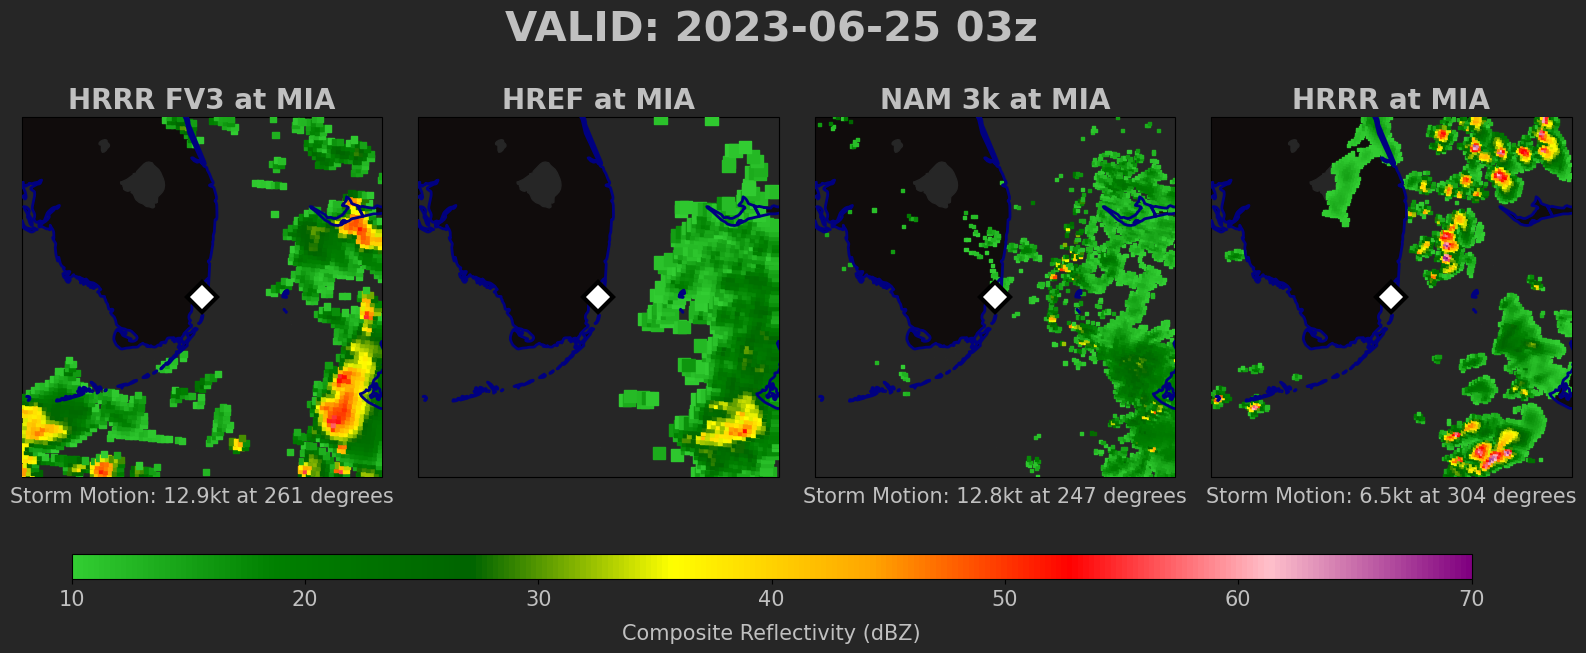 VALID: 2023-06-25 03z
HRRR FV3 at MIA
HREF at MIA
NAM 3k at MIA
HRRR at MIA
Storm Motion: 12.9kt at 261 degrees
Storm Motion: 12.8kt at 247 degrees
Storm Motion: 6.5kt at 304 degrees
10 20 30 40 50 60 70
Composite Reflectivity (dBZ)